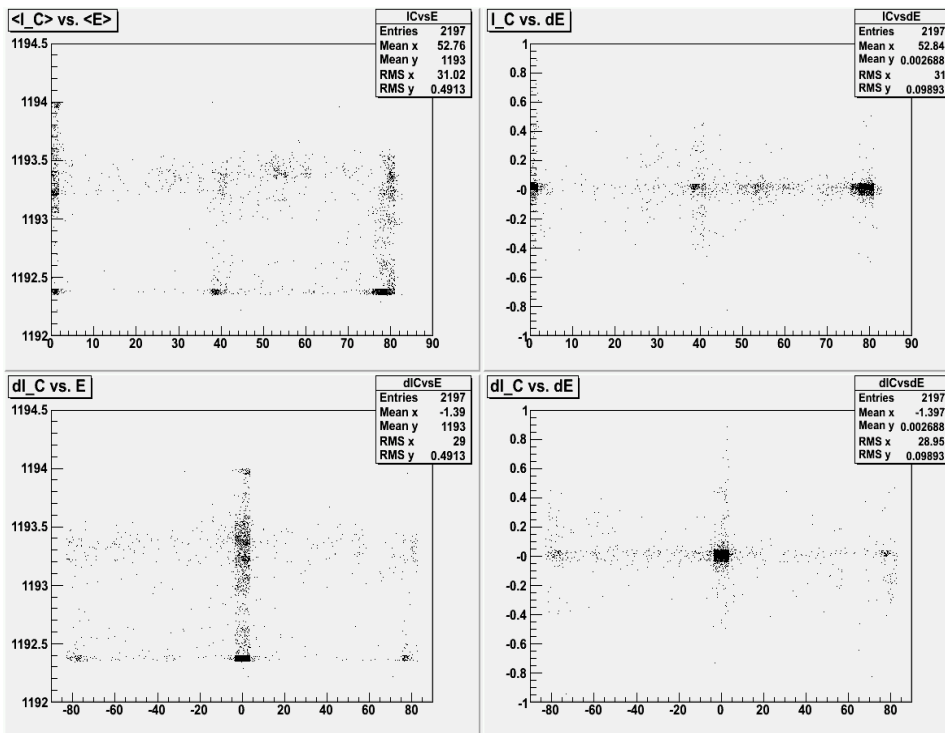 <I_C> vs. <E>
ICvsE
Entries 2197
Mean x 52.76
Mean y 1193
RMS x 31.02
RMS y 0.4913
1194.5
1194
1193.5
1193
1192.5
1192
0 10 20 30 40 50 60 70 80 90
I_C vs. dE
ICvsdE
Entries 2197
Mean x 52.84
Mean y 0.002688
RMS x 31
RMS y 0.09893
1
0.8
0.6
0.4
0.2
-0
-0.2
-0.4
-0.6
-0.8
-1
0 10 20 30 40 50 60 70 80 90
dI_C vs. E
dICvsE
Entries 2197
Mean x -1.39
Mean y 1193
RMS x 29
RMS y 0.4913
1194.5
1194
1193.5
1193
1192.5
1192
-80 -60 -40 -20 0 20 40 60 80
dI_C vs. dE
dICvsdE
Entries 2197
Mean x -1.397
Mean y 0.002688
RMS x 28.95
RMS y 0.09893
1
0.8
0.6
0.4
0.2
-0
-0.2
-0.4
-0.6
-0.8
-1
-80 -60 -40 -20 0 20 40 60 80